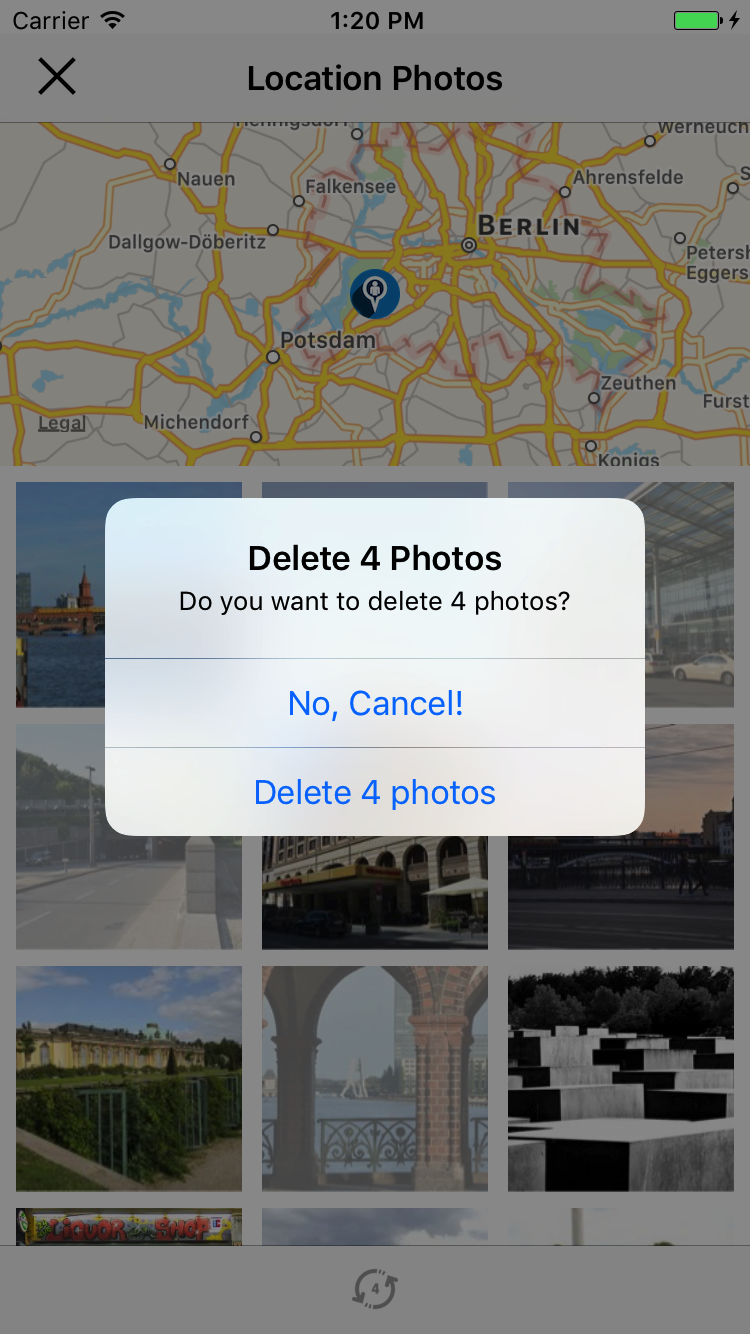 Carrier
1:20 PM
Location Photos
Werneuch
Nauen
Falkensee
Ahrensfelde
BERLIN
Dallgow-Döberitz
Petersh
Eggers
Potsdam
Zeuthen
Furst
Legal
Michendorf
Konigs
Delete 4 Photos
Do you want to delete 4 photos?
No, Cancel!
Delete 4 photos
LIQUOR
SHOP
4